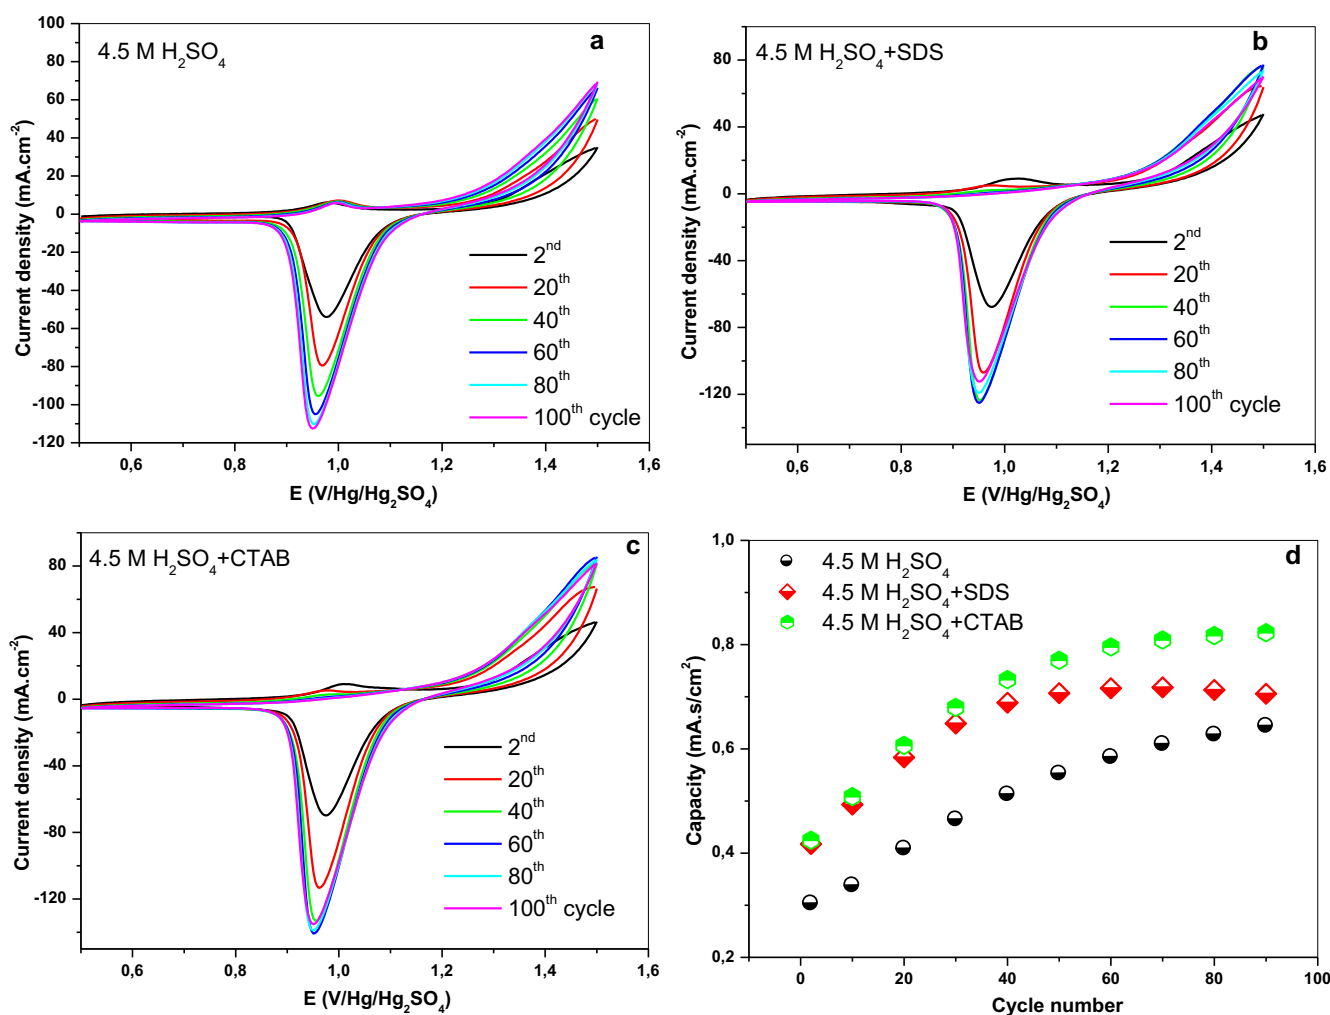 a
4.5 M H₂SO₄
100
80
60
40
20
0
-20
-40
-60
-80
-100
-120
Current density (mA.cm⁻²)
2ⁿᵈ
20ᵗʰ
40ᵗʰ
60ᵗʰ
80ᵗʰ
100ᵗʰ cycle
0,6 0,8 1,0 1,2 1,4 1,6
E (V/Hg/Hg₂SO₄)
b
4.5 M H₂SO₄+SDS
80
40
0
-40
-80
-120
Current density (mA.cm⁻²)
2ⁿᵈ
20ᵗʰ
40ᵗʰ
60ᵗʰ
80ᵗʰ
100ᵗʰ cycle
0,6 0,8 1,0 1,2 1,4 1,6
E (V/Hg/Hg₂SO₄)
c
4.5 M H₂SO₄+CTAB
80
40
0
-40
-80
-120
Current density (mA.cm⁻²)
2ⁿᵈ
20ᵗʰ
40ᵗʰ
60ᵗʰ
80ᵗʰ
100ᵗʰ cycle
0,6 0,8 1,0 1,2 1,4 1,6
E (V/Hg/Hg₂SO₄)
d
4.5 M H₂SO₄
4.5 M H₂SO₄+SDS
4.5 M H₂SO₄+CTAB
1,0
0,8
0,6
0,4
0,2
Capacity (mA.s/cm²)
0 20 40 60 80 100
Cycle number